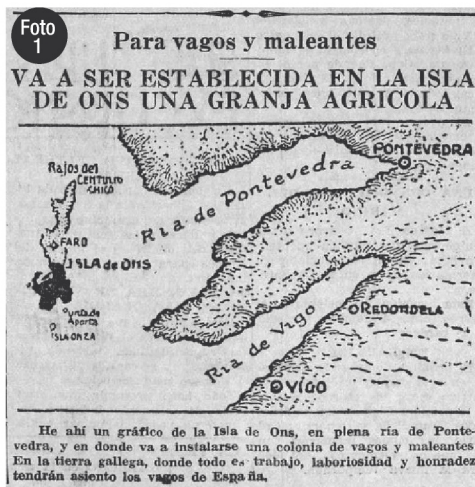 Foto
1
Para vagos y maleantes
VA A SER ESTABLECIDA EN LA ISLA
DE ONS UNA GRANJA AGRICOLA
PONTEVEDRA
Rajos del
CENTULLO
CHICO
Ria de Pontevedra
FARO
ISLA de ONS
Punta de
ISLA ONZA
REDONDELA
Ria de Vigo
VIGO
He ahí un gráfico de la Isla de Ons, en plena ría de Ponte-
vedra, y en donde va a instalarse una colonia de vagos y maleantes
En la tierra gallega, donde todo es trabajo, laboriosidad y honradez
tendrán asiento los vagos de España.